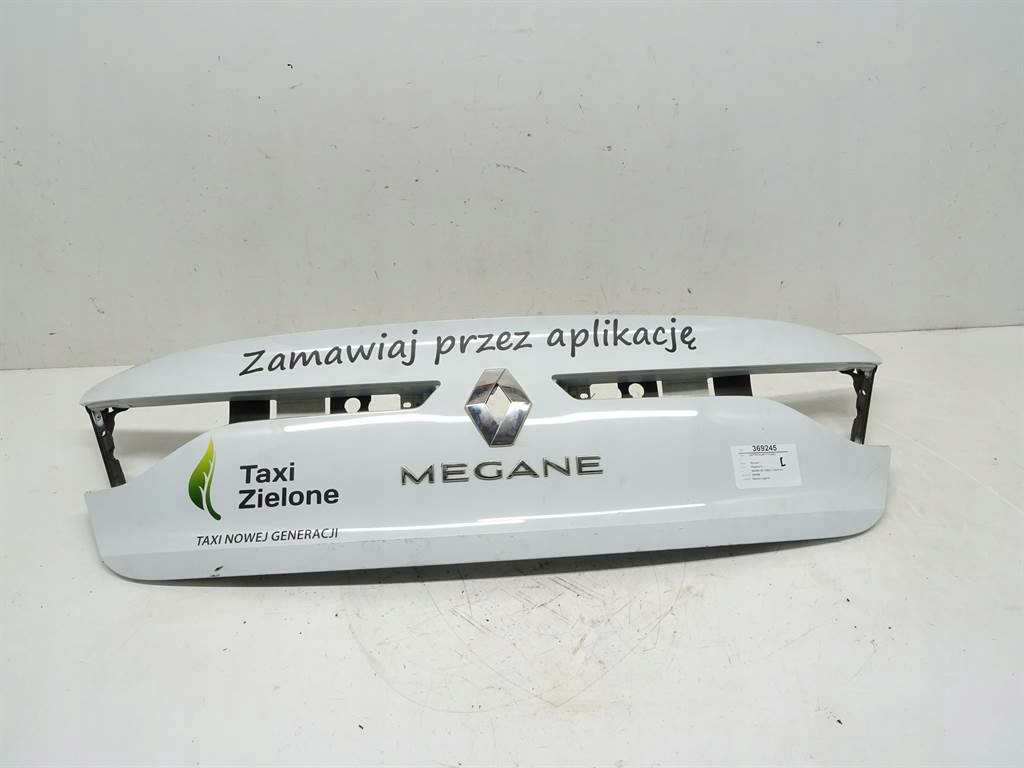 Zamawiaj przez aplikację
Taxi
Zielone
TAXI NOWEJ GENERACJI
MEGANE
369245